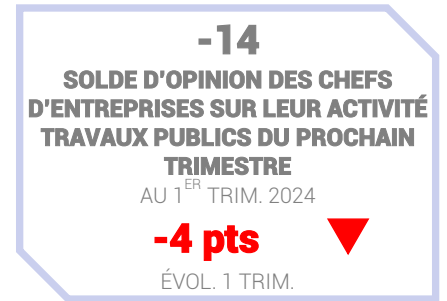 -14
SOLDE D'OPINION DES CHEFS
D'ENTREPRISES SUR LEUR ACTIVITÉ
TRAVAUX PUBLICS DU PROCHAIN
TRIMESTRE
AU 1ER TRIM. 2024
-4 pts
ÉVOL. 1 TRIM.